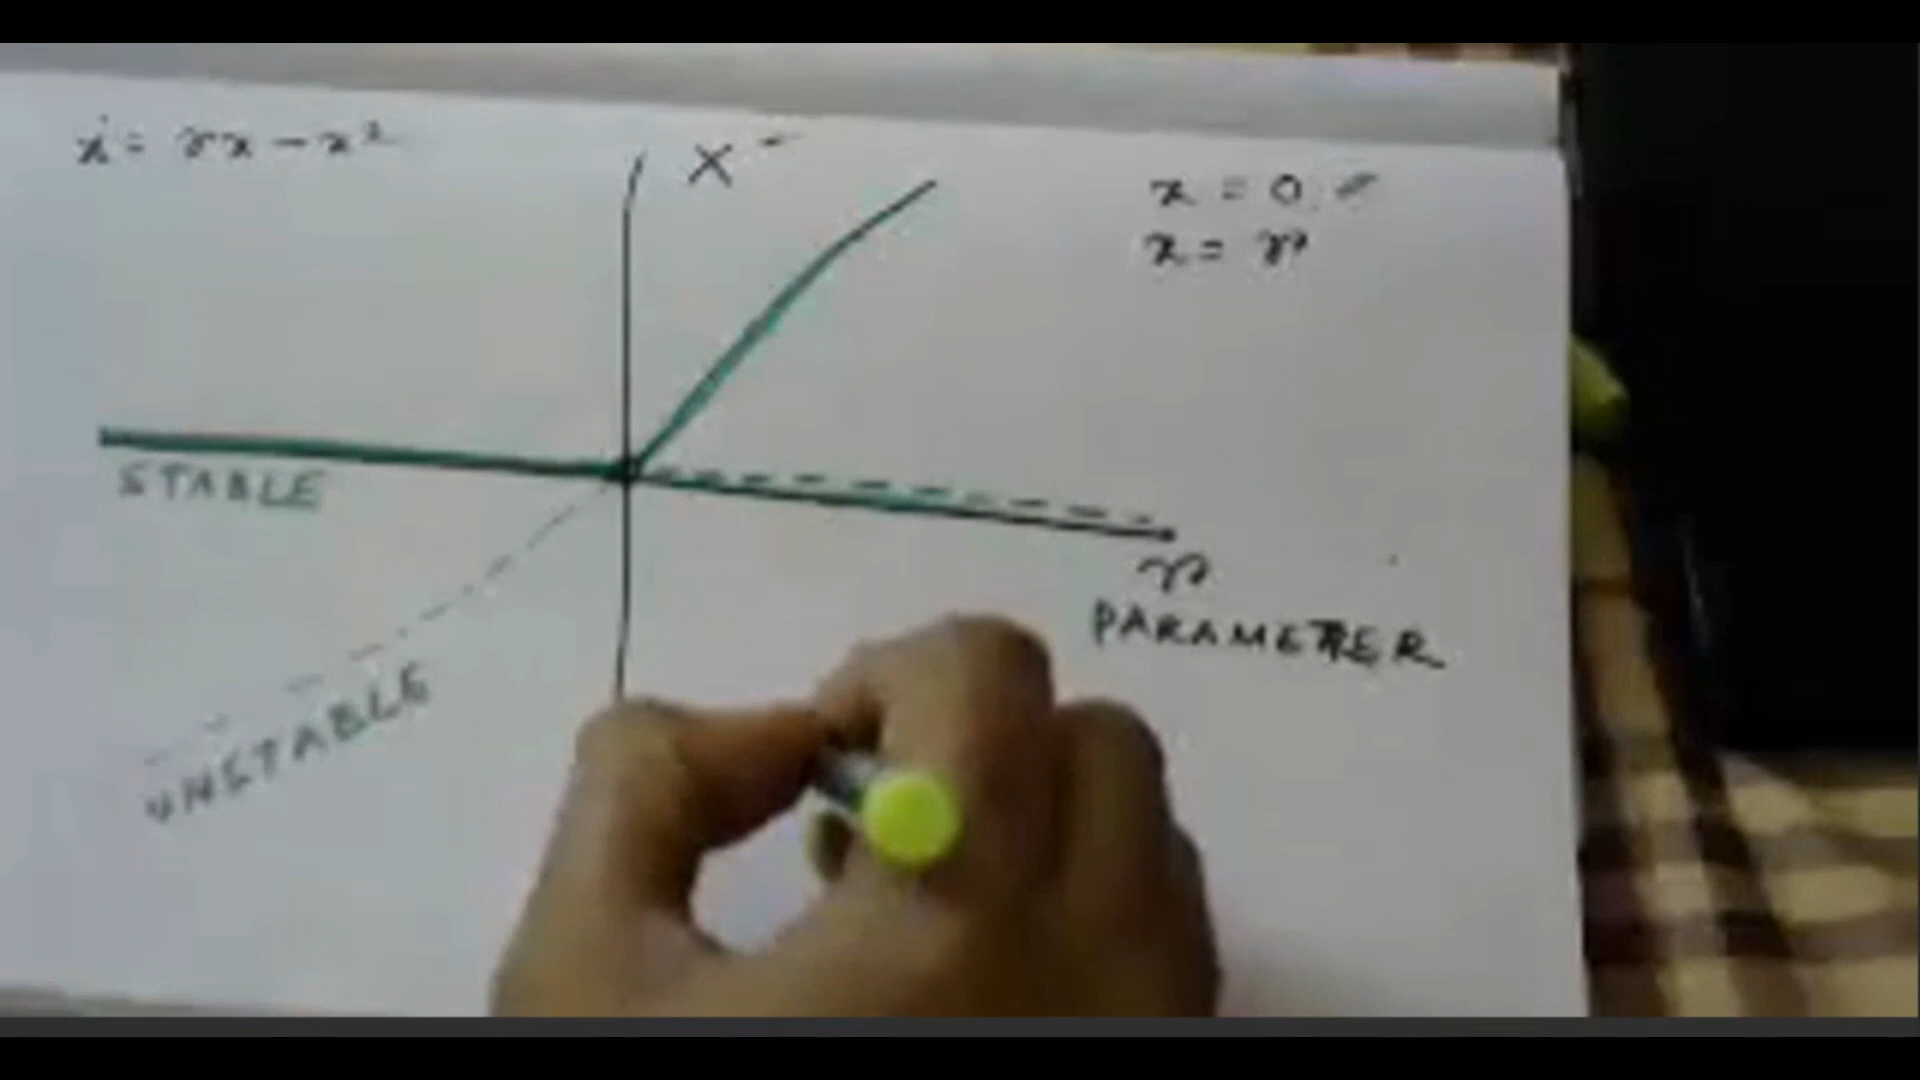 ẋ = rx - x²
X
x = 0,
x = r
STABLE
r
PARAMETER
UNSTABLE